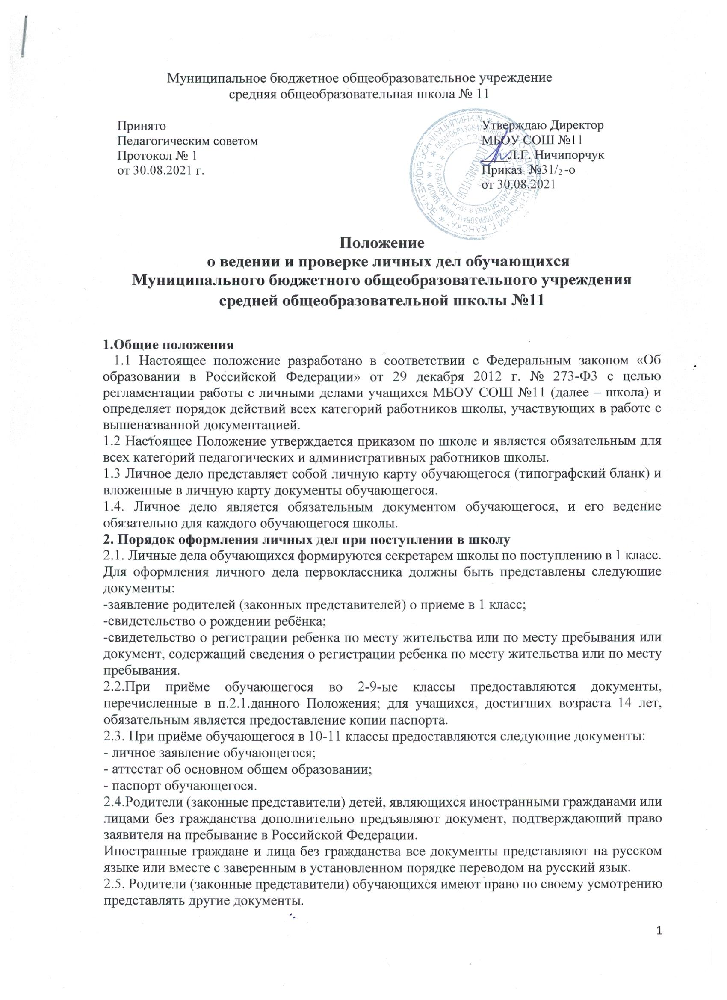 Муниципальное бюджетное общеобразовательное учреждение
средняя общеобразовательная школа № 11
Принято
Педагогическим советом
Протокол № 1
от 30.08.2021 г.
Утверждаю Директор
МБОУ СОШ №11
____Л.Г. Ничипорчук
Приказ №31/2 -о
от 30.08.2021
ДЛЯ
ДОКУМЕНТОВ
Положение
о ведении и проверке личных дел обучающихся
Муниципального бюджетного общеобразовательного учреждения
средней общеобразовательной школы №11
1.Общие положения
1.1 Настоящее положение разработано в соответствии с Федеральным законом «Об
образовании в Российской Федерации» от 29 декабря 2012 г. № 273-ФЗ с целью
регламентации работы с личными делами учащихся МБОУ СОШ №11 (далее – школа) и
определяет порядок действий всех категорий работников школы, участвующих в работе с
вышеназванной документацией.
1.2 Настоящее Положение утверждается приказом по школе и является обязательным для
всех категорий педагогических и административных работников школы.
1.3 Личное дело представляет собой личную карту обучающегося (типографский бланк) и
вложенные в личную карту документы обучающегося.
1.4. Личное дело является обязательным документом обучающегося, и его ведение
обязательно для каждого обучающегося школы.
2. Порядок оформления личных дел при поступлении в школу
2.1. Личные дела обучающихся формируются секретарем школы по поступлению в 1 класс.
Для оформления личного дела первоклассника должны быть представлены следующие
документы:
-заявление родителей (законных представителей) о приеме в 1 класс;
-свидетельство о рождении ребёнка;
-свидетельство о регистрации ребенка по месту жительства или по месту пребывания или
документ, содержащий сведения о регистрации ребенка по месту жительства или по месту
пребывания.
2.2.При приёме обучающегося во 2-9-ые классы предоставляются документы,
перечисленные в п.2.1.данного Положения; для учащихся, достигших возраста 14 лет,
обязательным является предоставление копии паспорта.
2.3. При приёме обучающегося в 10-11 классы предоставляются следующие документы:
- личное заявление обучающегося;
- аттестат об основном общем образовании;
- паспорт обучающегося.
2.4.Родители (законные представители) детей, являющихся иностранными гражданами или
лицами без гражданства дополнительно предъявляют документ, подтверждающий право
заявителя на пребывание в Российской Федерации.
Иностранные граждане и лица без гражданства все документы представляют на русском
языке или вместе с заверенным в установленном порядке переводом на русский язык.
2.5. Родители (законные представители) обучающихся имеют право по своему усмотрению
представлять другие документы.
1